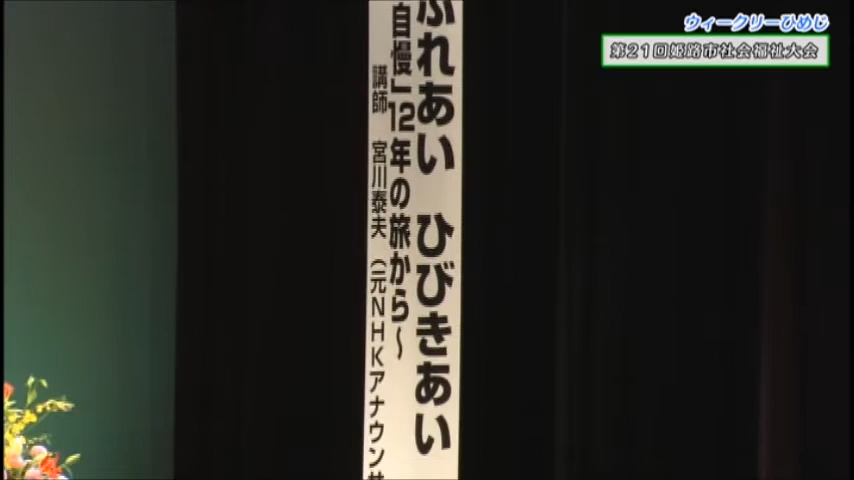 ウィークリーひめじ
第21回姫路市社会福祉大会
ふれあい ひびきあい
自慢」12年の旅から～
講師 宮川泰夫（元NHKアナウンサ